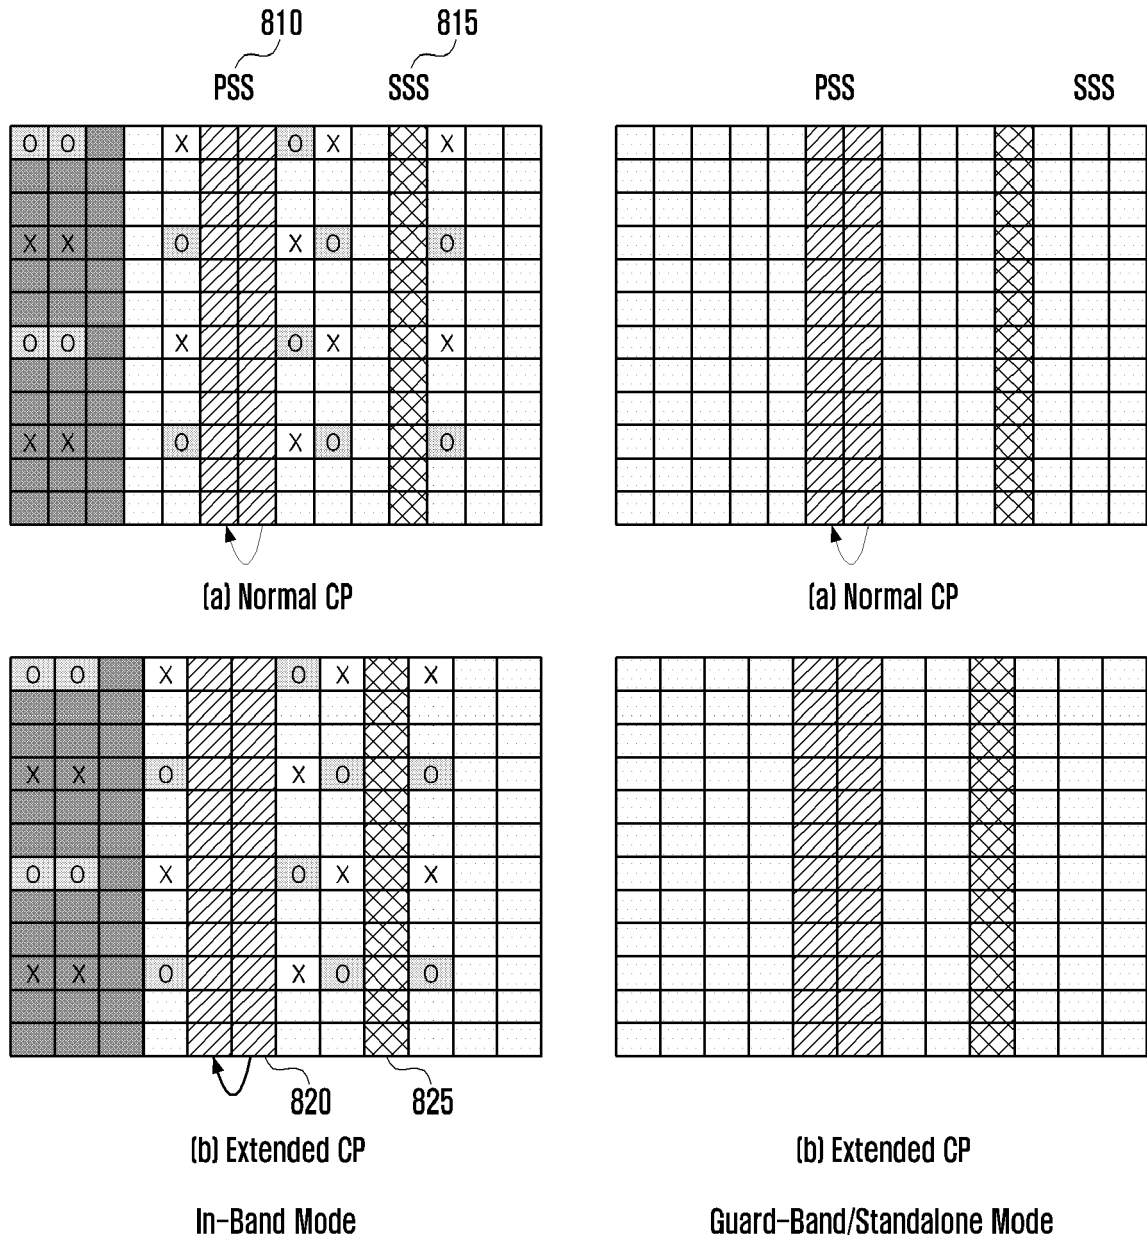 810 815
PSS SSS PSS SSS
O O X O X X
X X O X O O
O O X O X X
X X O X O O
(a) Normal CP (a) Normal CP
O O X O X X
X X O X O O
O O X O X X
X X O X O O
820 825
(b) Extended CP (b) Extended CP
In-Band Mode Guard-Band/Standalone Mode